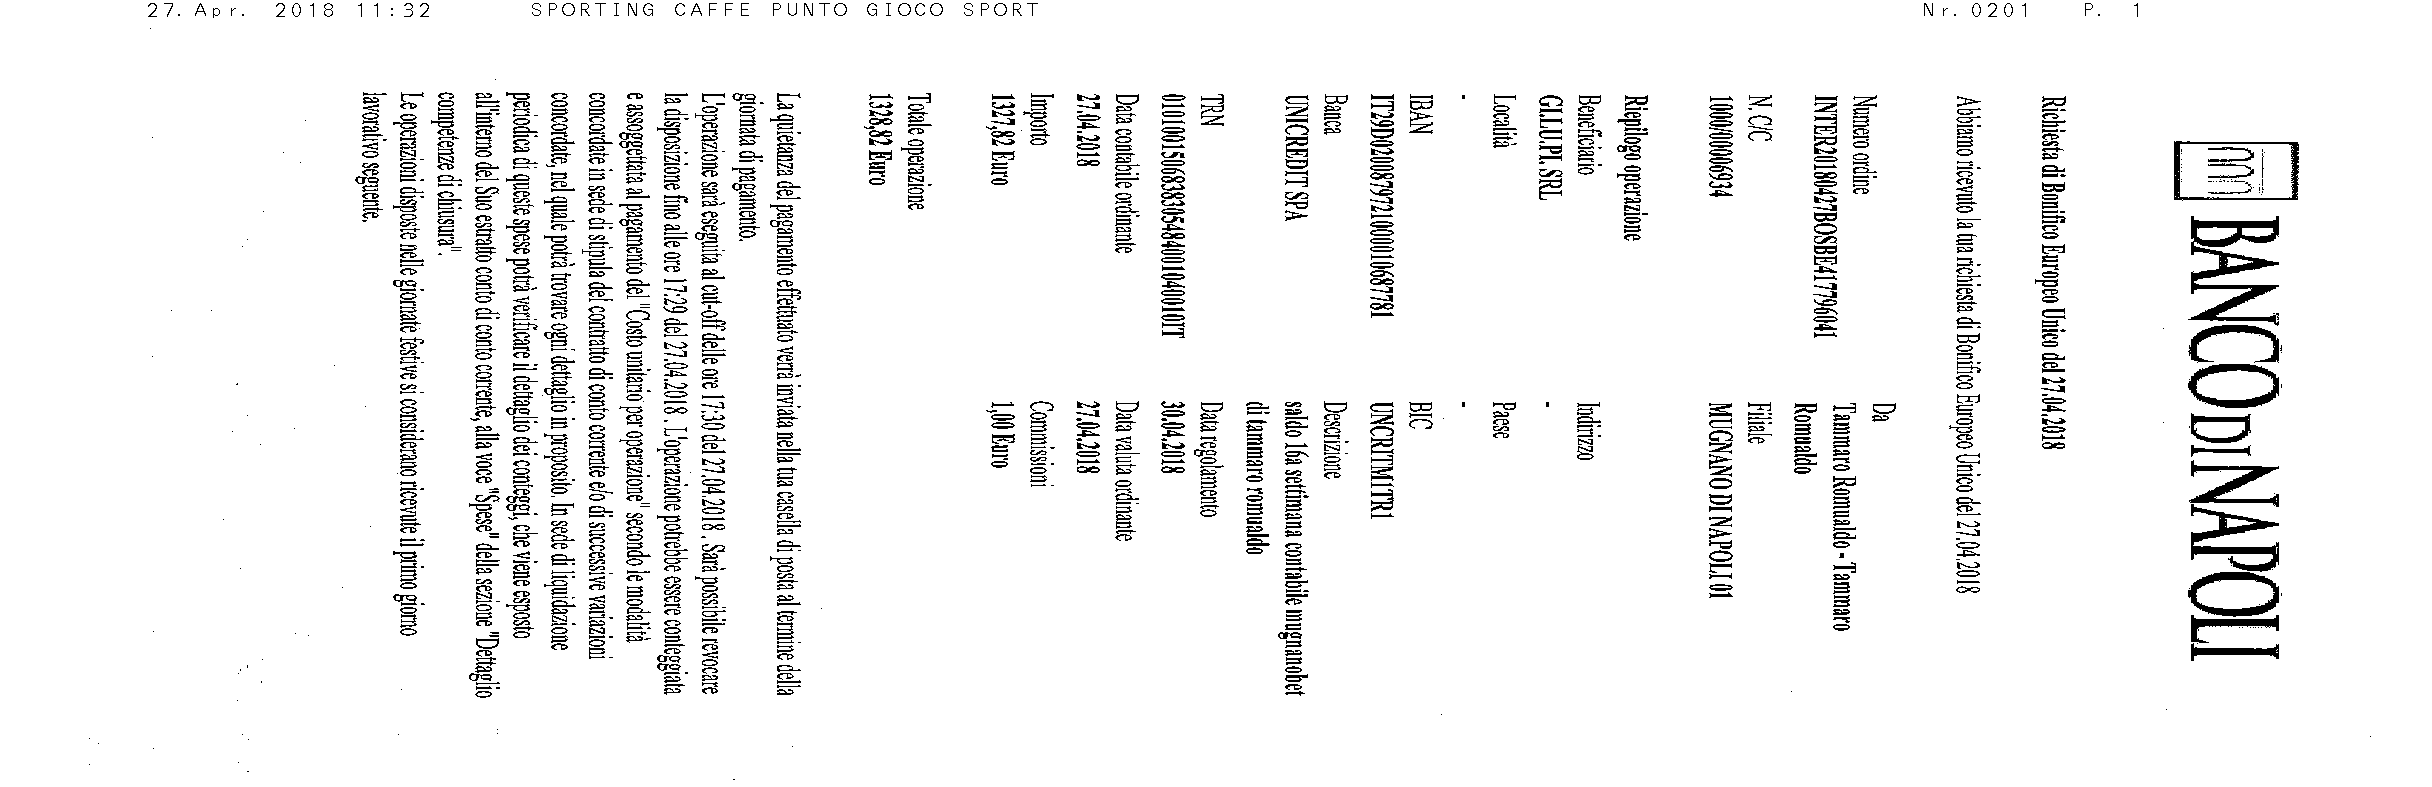 27. Apr. 2018 11:32 SPORTING CAFFE PUNTO GIOCO SPORT Nr. 0201 P. 1
BANCO DI NAPOLI
Richiesta di Bonifico Europeo Unico del 27.04.2018
Abbiamo ricevuto la tua richiesta di Bonifico Europeo Unico del 27.04.2018
Numero ordine
INTER20180427BOSBE417796041
Da
Tammaro Romualdo - Tammaro
Romualdo
N. C/C
1000/00006934
Filiale
MUGNANO DI NAPOLI 01
Riepilogo operazione
Beneficiario
GI.LU.PI. SRL
Indirizzo
-
Località
-
Paese
-
IBAN
IT29D0200879721000010687781
BIC
UNCRITM1TR1
Banca
UNICREDIT SPA
Descrizione
saldo 16a settimana contabile mugnanobet
di tammaro romualdo
TRN
0101001506838305484001040010IT
Data regolamento
30.04.2018
Data contabile ordinante
27.04.2018
Data valuta ordinante
27.04.2018
Importo
1327,82 Euro
Commissioni
1,00 Euro
Totale operazione
1328,82 Euro
La quietanza del pagamento effettuato verrà inviata nella tua casella di posta al termine della
giornata di pagamento.
L'operazione sarà eseguita al cut-off delle ore 17:30 del 27.04.2018 . Sarà possibile revocare
la disposizione fino alle ore 17:29 del 27.04.2018 . L'operazione potrebbe essere conteggiata
e assoggettata al pagamento del "Costo unitario per operazione" secondo le modalità
concordate in sede di stipula del contratto di conto corrente e/o di successive variazioni
concordate, nel quale potrà trovare ogni dettaglio in proposito. In sede di liquidazione
periodica di queste spese potrà verificare il dettaglio dei conteggi, che viene esposto
all'interno del Suo estratto conto di conto corrente, alla voce "Spese" della sezione "Dettaglio
competenze di chiusura".
Le operazioni disposte nelle giornate festive si considerano ricevute il primo giorno
lavorativo seguente.